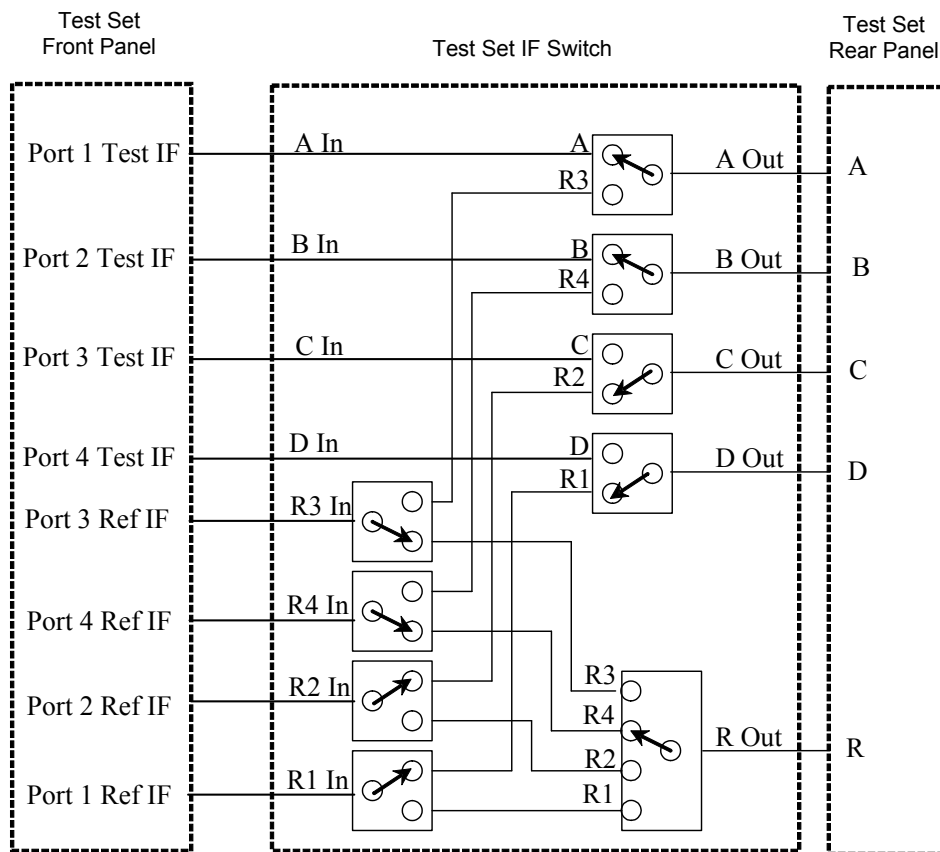 Test Set
Front Panel
Test Set IF Switch
Test Set
Rear Panel
Port 1 Test IF
A In
A
R3
A Out
A
Port 2 Test IF
B In
B
R4
B Out
B
Port 3 Test IF
C In
C
R2
C Out
C
Port 4 Test IF
D In
D
R1
D Out
D
Port 3 Ref IF
R3 In
Port 4 Ref IF
R4 In
Port 2 Ref IF
R2 In
Port 1 Ref IF
R1 In
R3
R4
R2
R1
R Out
R